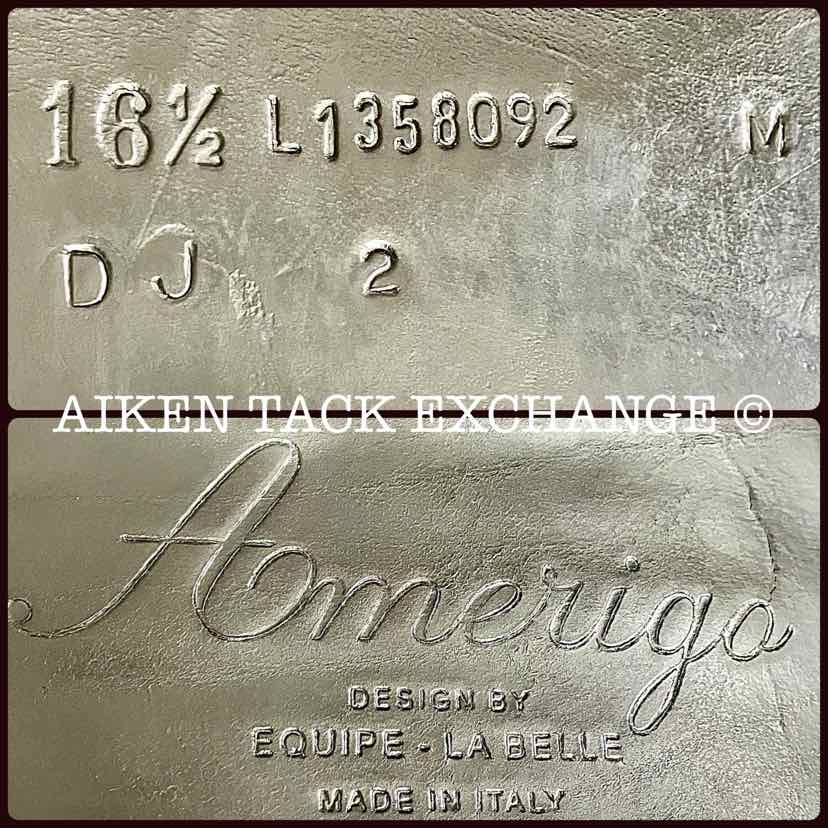 16½ L1358092 M
D J 2
AIKEN TACK EXCHANGE ©
Amerigo
DESIGN BY
EQUIPE - LA BELLE
MADE IN ITALY